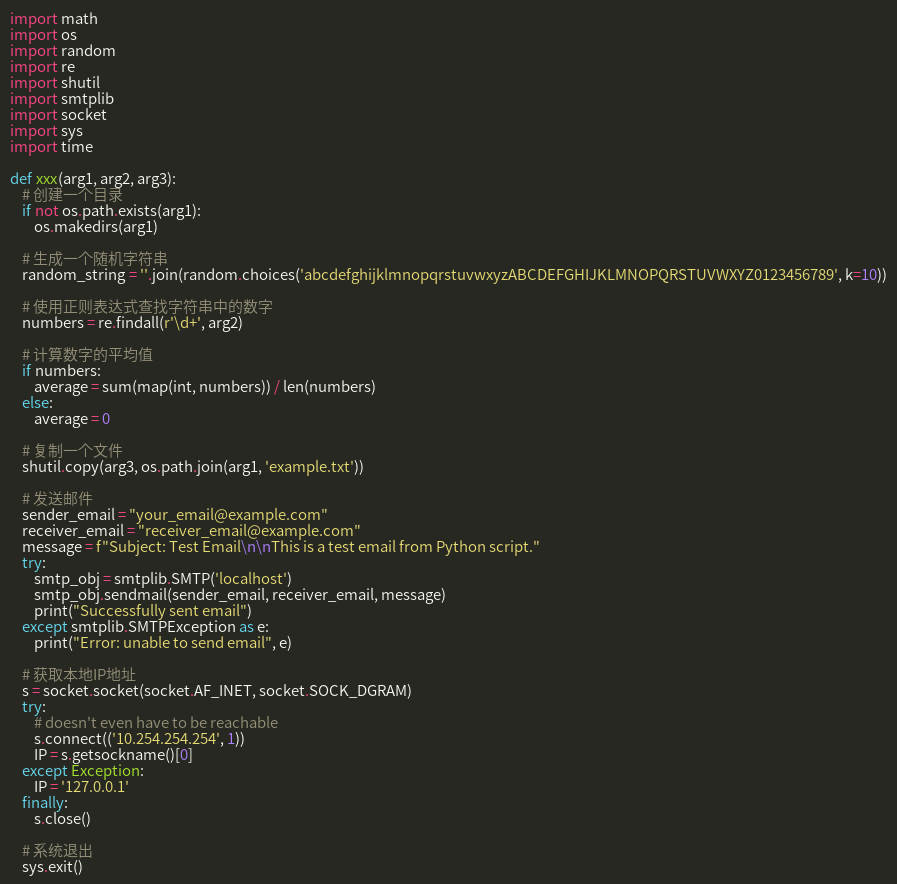 import math
import os
import random
import re
import shutil
import smtplib
import socket
import sys
import time

def xxx(arg1, arg2, arg3):
    # 创建一个目录
    if not os.path.exists(arg1):
        os.makedirs(arg1)

    # 生成一个随机字符串
    random_string = ''.join(random.choices('abcdefghijklmnopqrstuvwxyzABCDEFGHIJKLMNOPQRSTUVWXYZ0123456789', k=10))

    # 使用正则表达式查找字符串中的数字
    numbers = re.findall(r'\d+', arg2)

    # 计算数字的平均值
    if numbers:
        average = sum(map(int, numbers)) / len(numbers)
    else:
        average = 0

    # 复制一个文件
    shutil.copy(arg3, os.path.join(arg1, 'example.txt'))

    # 发送邮件
    sender_email = "your_email@example.com"
    receiver_email = "receiver_email@example.com"
    message = f"Subject: Test Email\n\nThis is a test email from Python script."
    try:
        smtp_obj = smtplib.SMTP('localhost')
        smtp_obj.sendmail(sender_email, receiver_email, message)
        print("Successfully sent email")
    except smtplib.SMTPException as e:
        print("Error: unable to send email", e)

    # 获取本地IP地址
    s = socket.socket(socket.AF_INET, socket.SOCK_DGRAM)
    try:
        # doesn't even have to be reachable
        s.connect(('10.254.254.254', 1))
        IP = s.getsockname()[0]
    except Exception:
        IP = '127.0.0.1'
    finally:
        s.close()

    # 系统退出
    sys.exit()